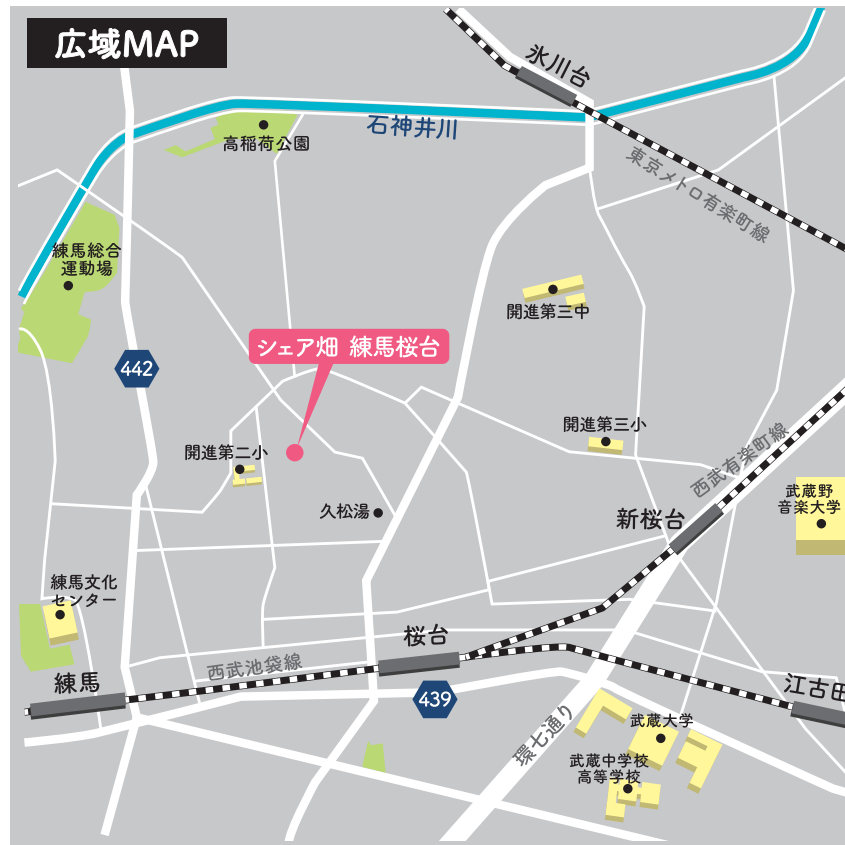 広域MAP
氷川台
石神井川
高稲荷公園
東京メトロ有楽町線
練馬総合
運動場
開進第三中
シェア畑 練馬桜台
442
開進第三小
西武有楽町線
開進第二小
久松湯
新桜台
武蔵野
音楽大学
練馬文化
センター
桜台
西武池袋線
練馬
439
江古田
環七通り
武蔵大学
武蔵中学校
高等学校